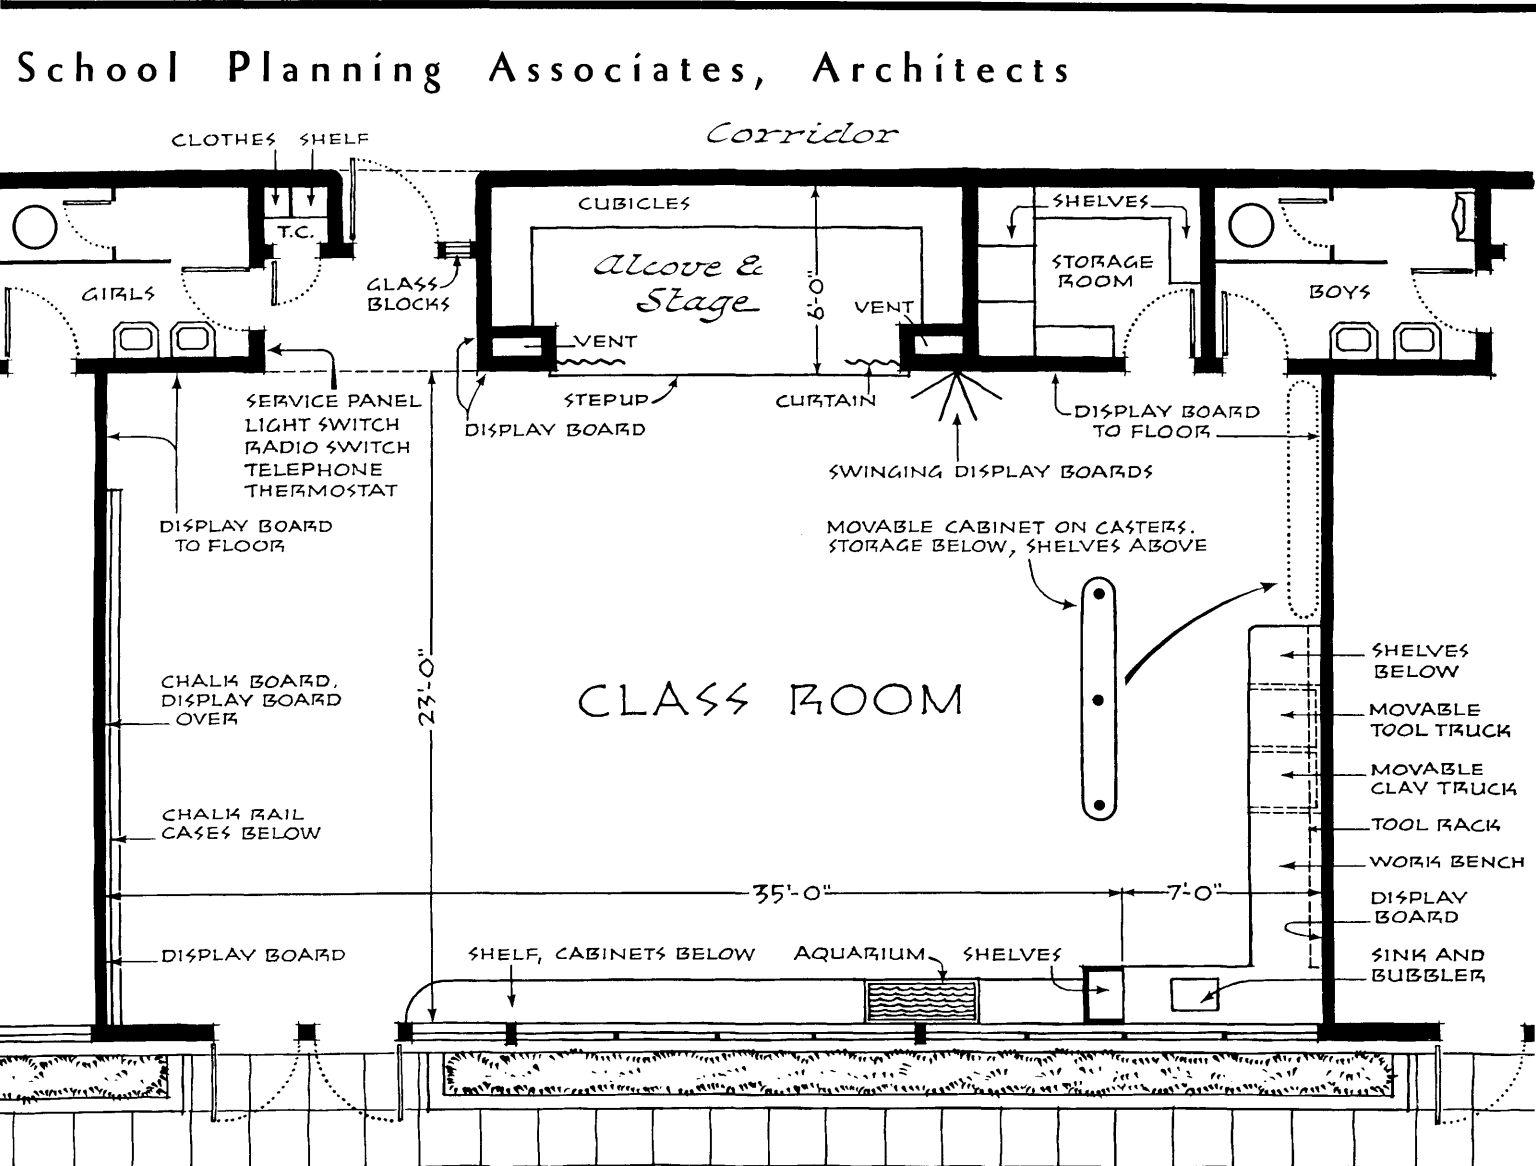 School Planning Associates, Architects
Corridor
CLOTHES SHELF
T.C.
GLASS
BLOCKS
GIRLS
CUBICLES
Alcove &
Stage
6'-0"
VENT
VENT
SHELVES
STORAGE
ROOM
BOYS
STEPUP
CURTAIN
DISPLAY BOARD
SERVICE PANEL
LIGHT SWITCH
RADIO SWITCH
TELEPHONE
THERMOSTAT
DISPLAY BOARD
TO FLOOR
DISPLAY BOARD
TO FLOOR
SWINGING DISPLAY BOARDS
MOVABLE CABINET ON CASTERS.
STORAGE BELOW, SHELVES ABOVE
CHALK BOARD,
DISPLAY BOARD
OVER
23'-0"
CLASS ROOM
CHALK RAIL
CASES BELOW
35'-0"
7'-0"
DISPLAY BOARD
SHELF, CABINETS BELOW
AQUARIUM
SHELVES
SHELVES
BELOW
MOVABLE
TOOL TRUCK
MOVABLE
CLAY TRUCK
TOOL RACK
WORK BENCH
DISPLAY
BOARD
SINK AND
BUBBLER